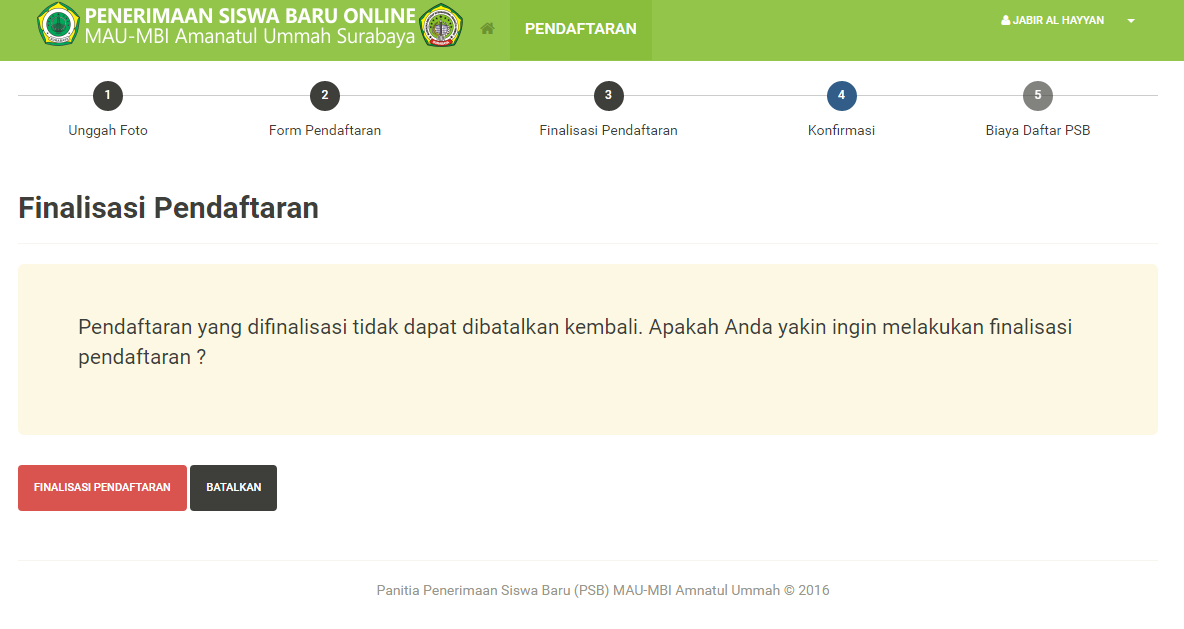 PENERIMAAN SISWA BARU ONLINE
MAU-MBI Amanatul Ummah Surabaya
PENDAFTARAN
JABIR AL HAYYAN
1
2
3
4
5
Unggah Foto
Form Pendaftaran
Finalisasi Pendaftaran
Konfirmasi
Biaya Daftar PSB
Finalisasi Pendaftaran
Pendaftaran yang difinalisasi tidak dapat dibatalkan kembali. Apakah Anda yakin ingin melakukan finalisasi
pendaftaran ?
FINALISASI PENDAFTARAN
BATALKAN
Panitia Penerimaan Siswa Baru (PSB) MAU-MBI Amnatul Ummah © 2016